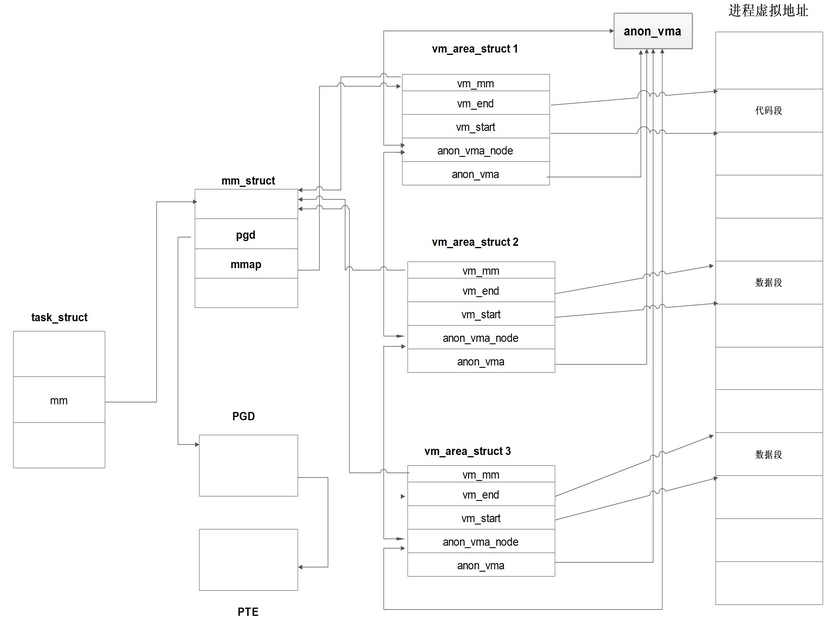 进程虚拟地址
anon_vma
vm_area_struct 1
vm_mm
vm_end
vm_start
anon_vma_node
anon_vma
代码段
mm_struct
pgd
mmap
vm_area_struct 2
vm_mm
vm_end
vm_start
anon_vma_node
anon_vma
数据段
task_struct
mm
PGD
PTE
vm_area_struct 3
vm_mm
vm_end
vm_start
anon_vma_node
anon_vma
数据段